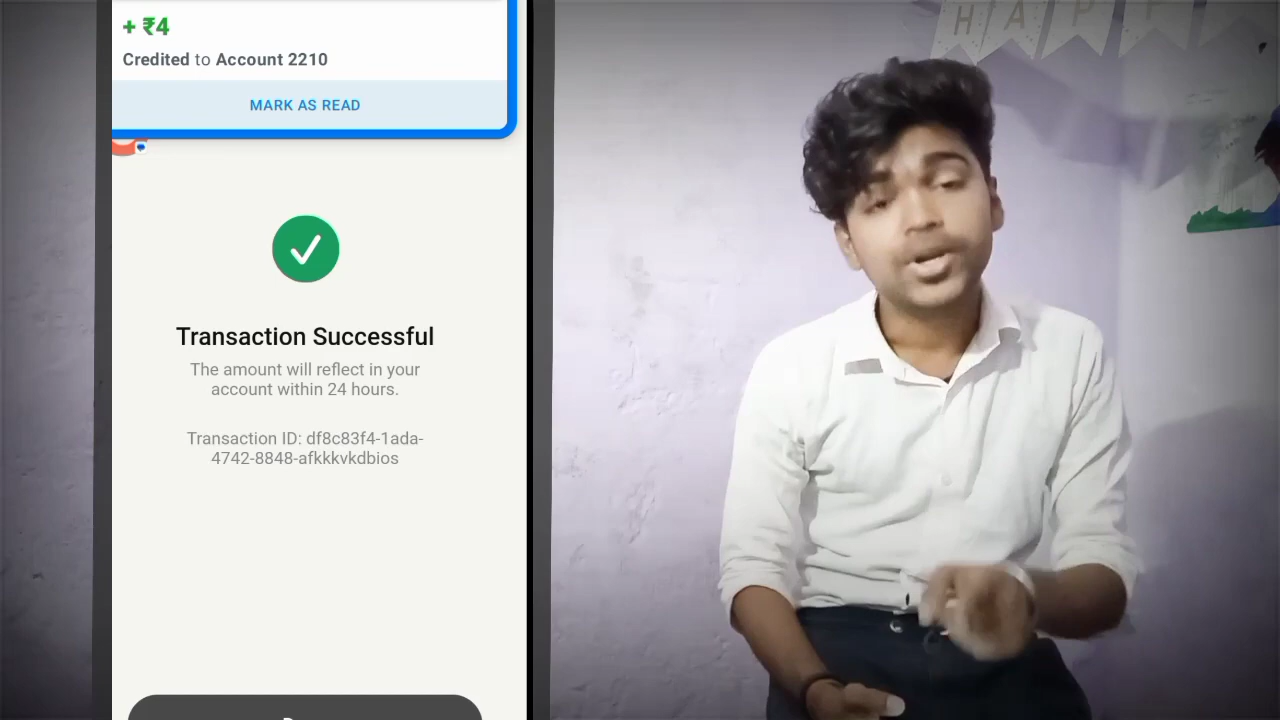 + ₹4
Credited to Account 2210
MARK AS READ
Transaction Successful
The amount will reflect in your
account within 24 hours.
Transaction ID: df8c83f4-1ada-
4742-8848-afkkkvkdbios
H A P P